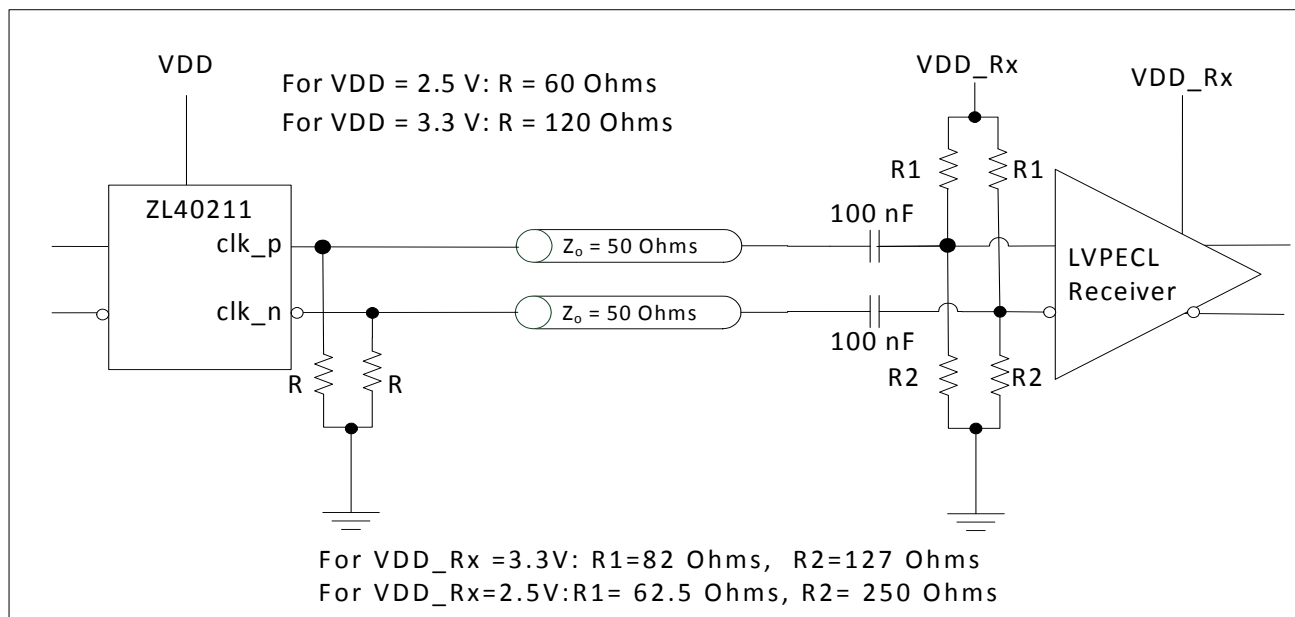 VDD
For VDD = 2.5 V: R = 60 Ohms
For VDD = 3.3 V: R = 120 Ohms
VDD_Rx
VDD_Rx
R1
R1
ZL40211
100 nF
clk_p
Zo = 50 Ohms
LVPECL
Receiver
clk_n
Zo = 50 Ohms
100 nF
R
R
R2
R2
For VDD_Rx =3.3V: R1=82 Ohms, R2=127 Ohms
For VDD_Rx=2.5V:R1= 62.5 Ohms, R2= 250 Ohms